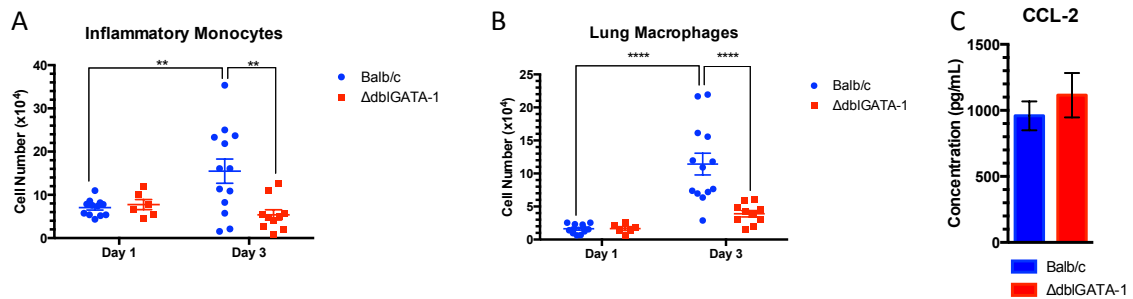 A
Inflammatory Monocytes
**
**
Balb/c
ΔdblGATA-1
Cell Number (x10⁴)
40
30
20
10
0
Day 1
Day 3
B
Lung Macrophages
****
****
Balb/c
ΔdblGATA-1
Cell Number (x10⁴)
25
20
15
10
5
0
Day 1
Day 3
C
CCL-2
Concentration (pg/mL)
1500
1000
500
0
Balb/c
ΔdblGATA-1